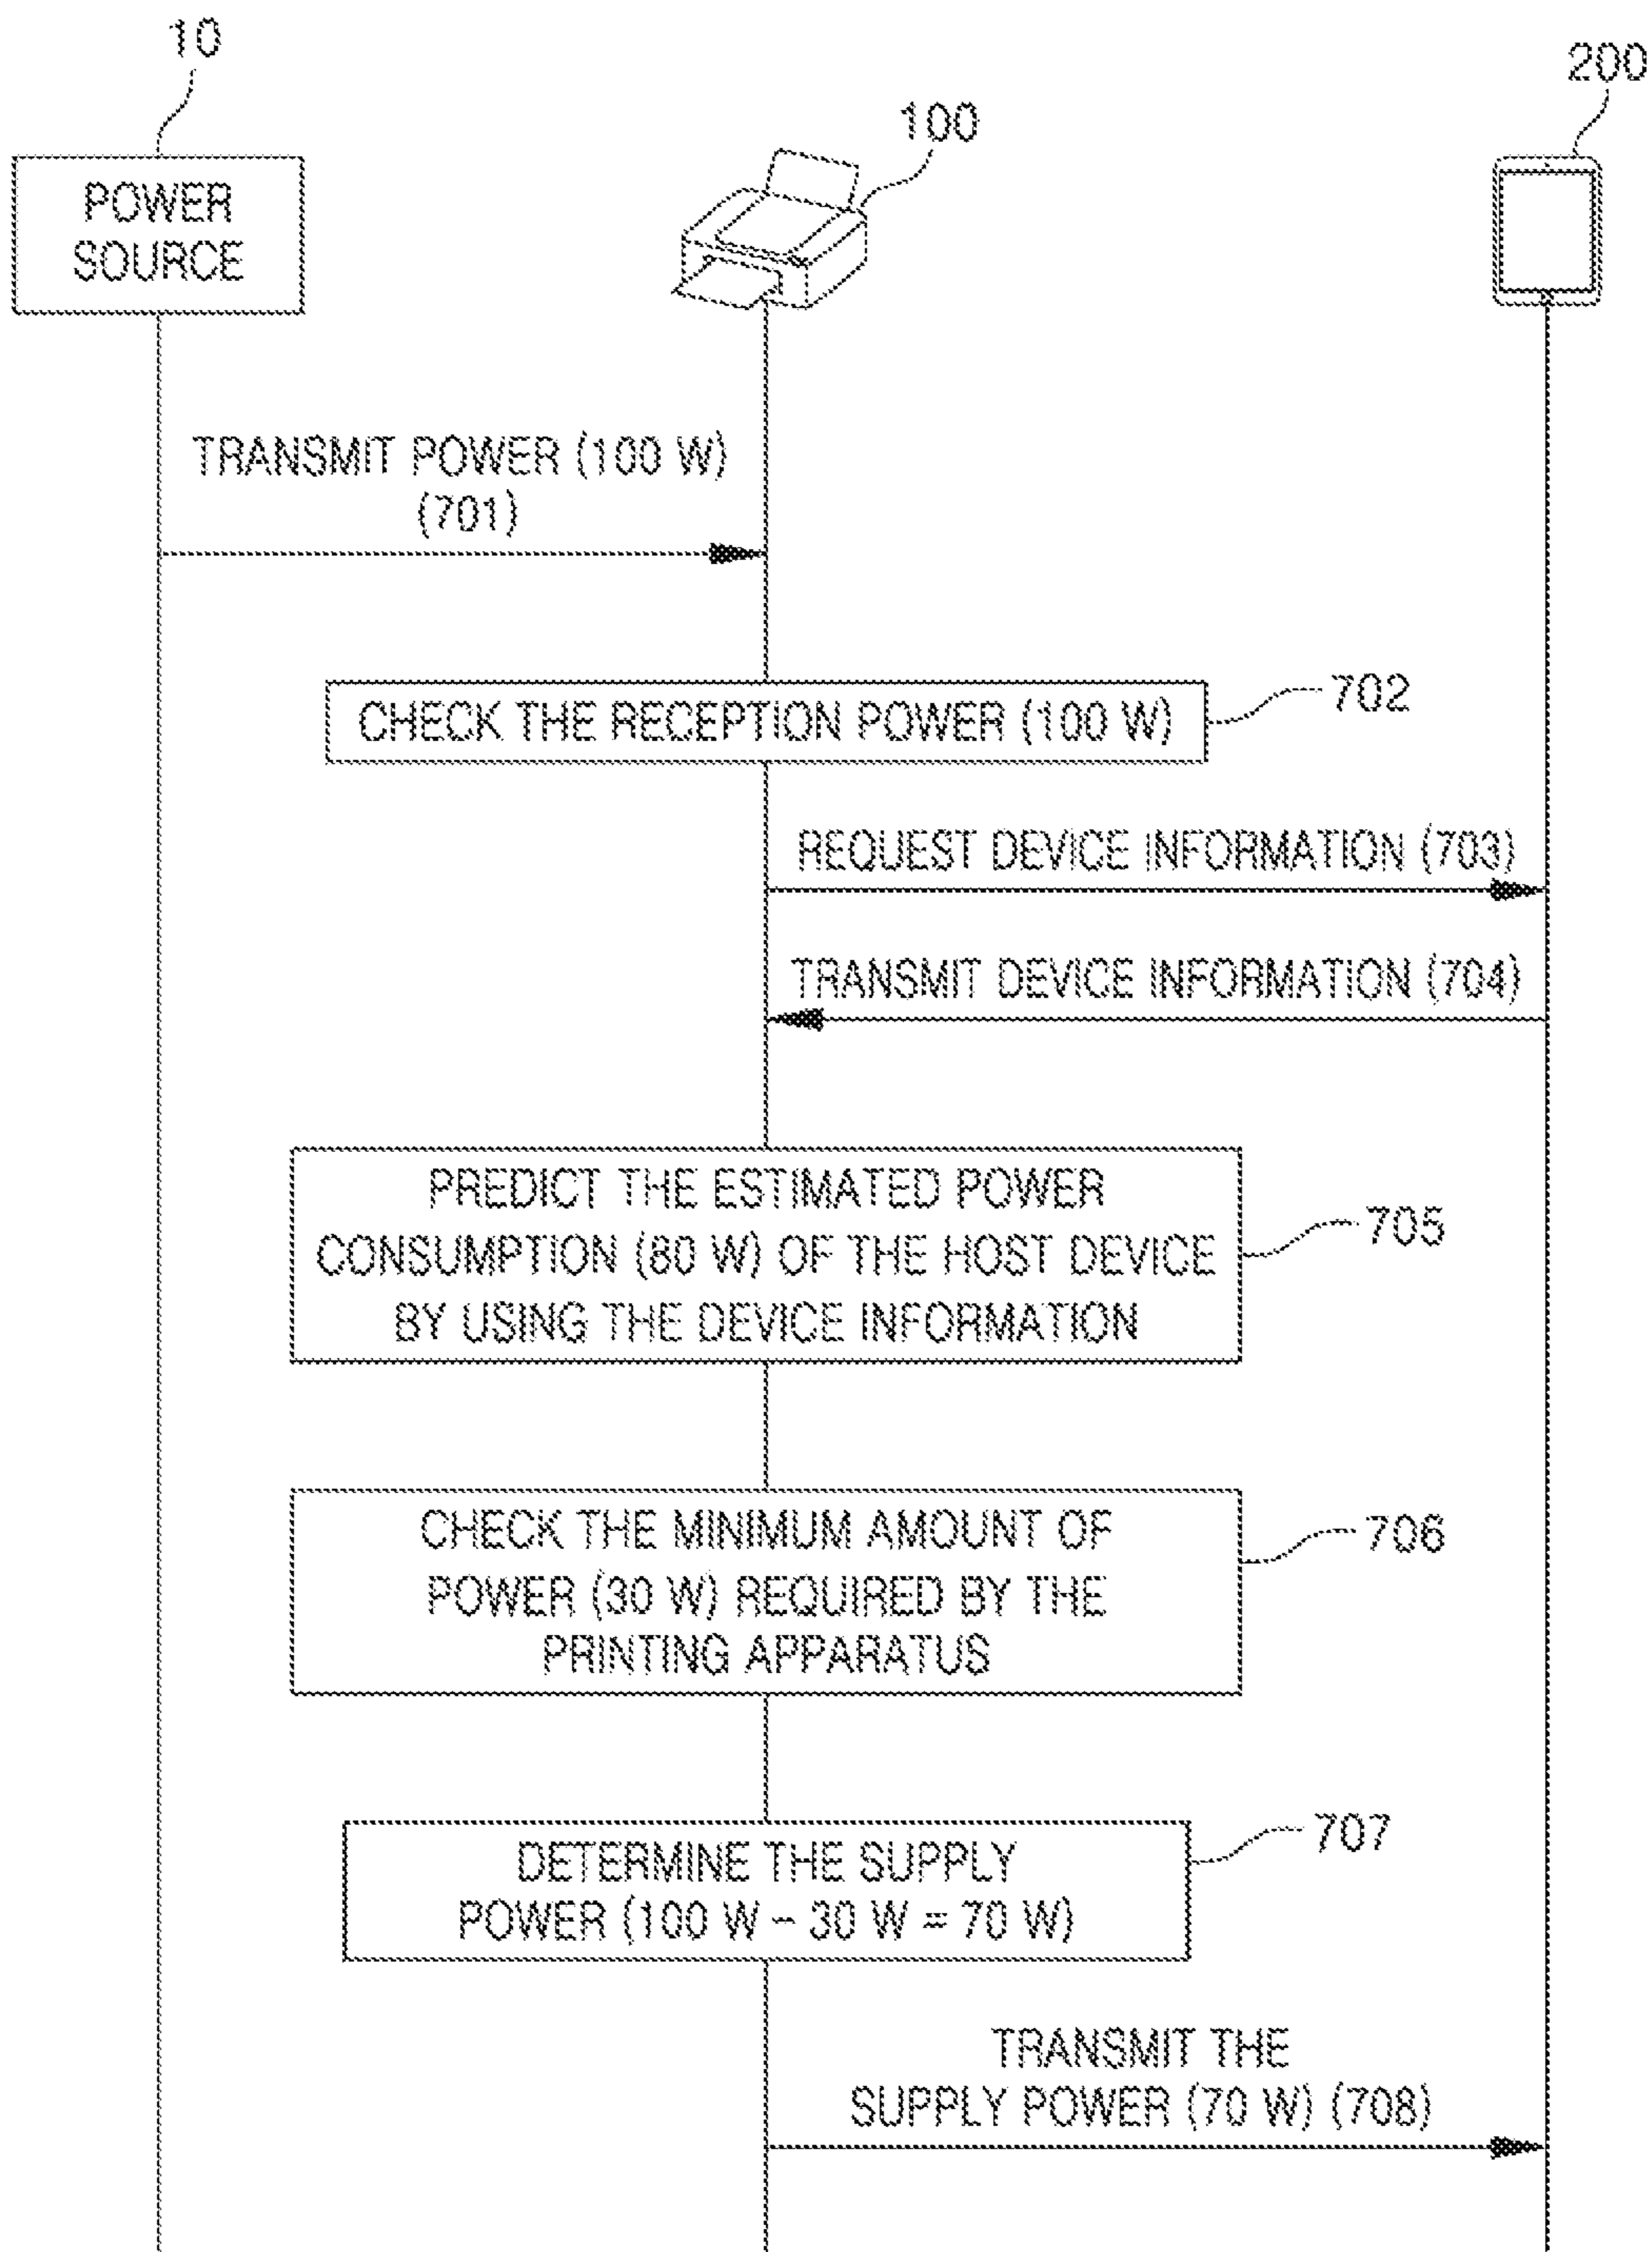 10
200
100
POWER
SOURCE
TRANSMIT POWER (100 W)
(701)
CHECK THE RECEPTION POWER (100 W)
702
REQUEST DEVICE INFORMATION (703)
TRANSMIT DEVICE INFORMATION (704)
PREDICT THE ESTIMATED POWER
CONSUMPTION (80 W) OF THE HOST DEVICE
BY USING THE DEVICE INFORMATION
705
CHECK THE MINIMUM AMOUNT OF
POWER (30 W) REQUIRED BY THE
PRINTING APPARATUS
706
DETERMINE THE SUPPLY
POWER (100 W – 30 W = 70 W)
707
TRANSMIT THE
SUPPLY POWER (70 W) (708)